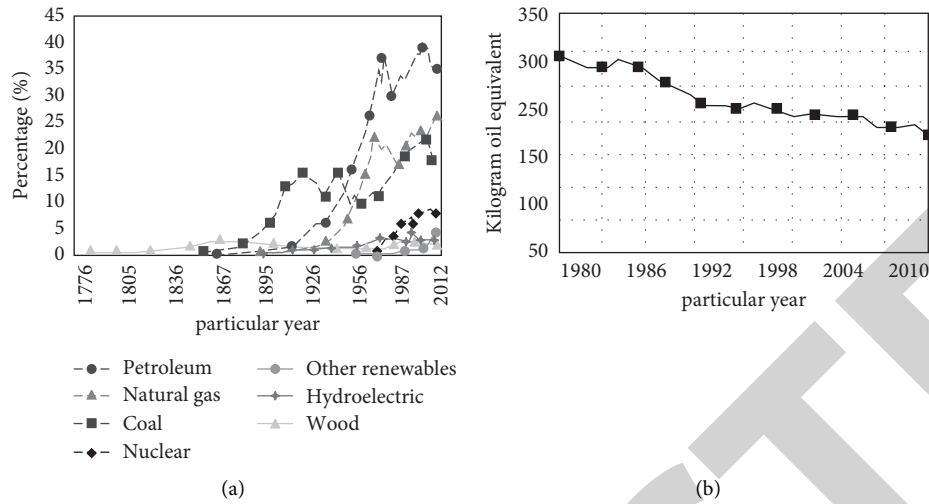 45
40
35
30
25
20
15
10
5
0
Percentage (%)
1776
1805
1836
1867
1895
1926
1956
1987
2012
particular year
Petroleum
Natural gas
Coal
Nuclear
Other renewables
Hydroelectric
Wood
(a)
350
300
250
150
100
50
Kilogram oil equivalent
1980
1986
1992
1998
2004
2010
particular year
(b)